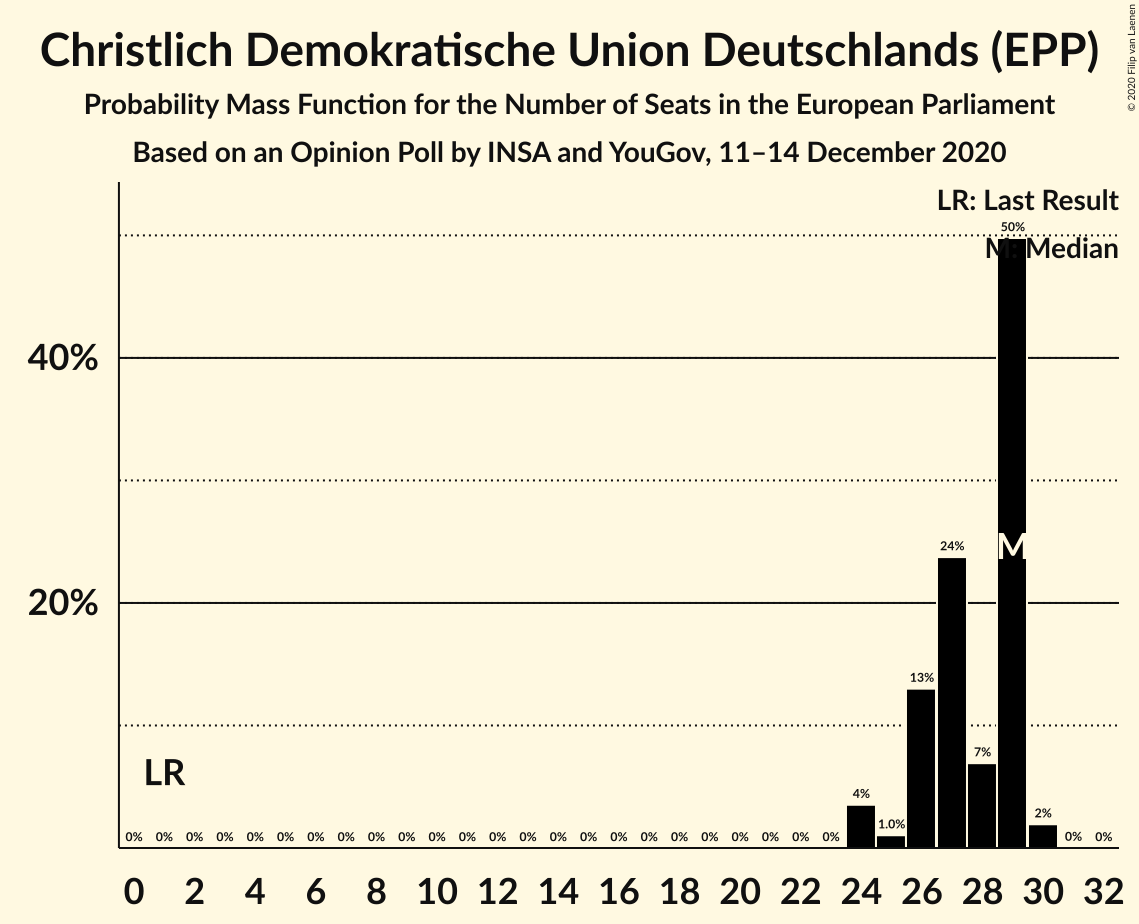 Christlich Demokratische Union Deutschlands (EPP)
Probability Mass Function for the Number of Seats in the European Parliament
Based on an Opinion Poll by INSA and YouGov, 11–14 December 2020
© 2020 Filip van Laenen
LR: Last Result
50%
M: Median
40%
M
24%
20%
13%
LR
7%
4%
1.0%
2%
0% 0% 0% 0% 0% 0% 0% 0% 0% 0% 0% 0% 0% 0% 0% 0% 0% 0% 0% 0% 0% 0% 0% 0% 0% 0%
0 2 4 6 8 10 12 14 16 18 20 22 24 26 28 30 32